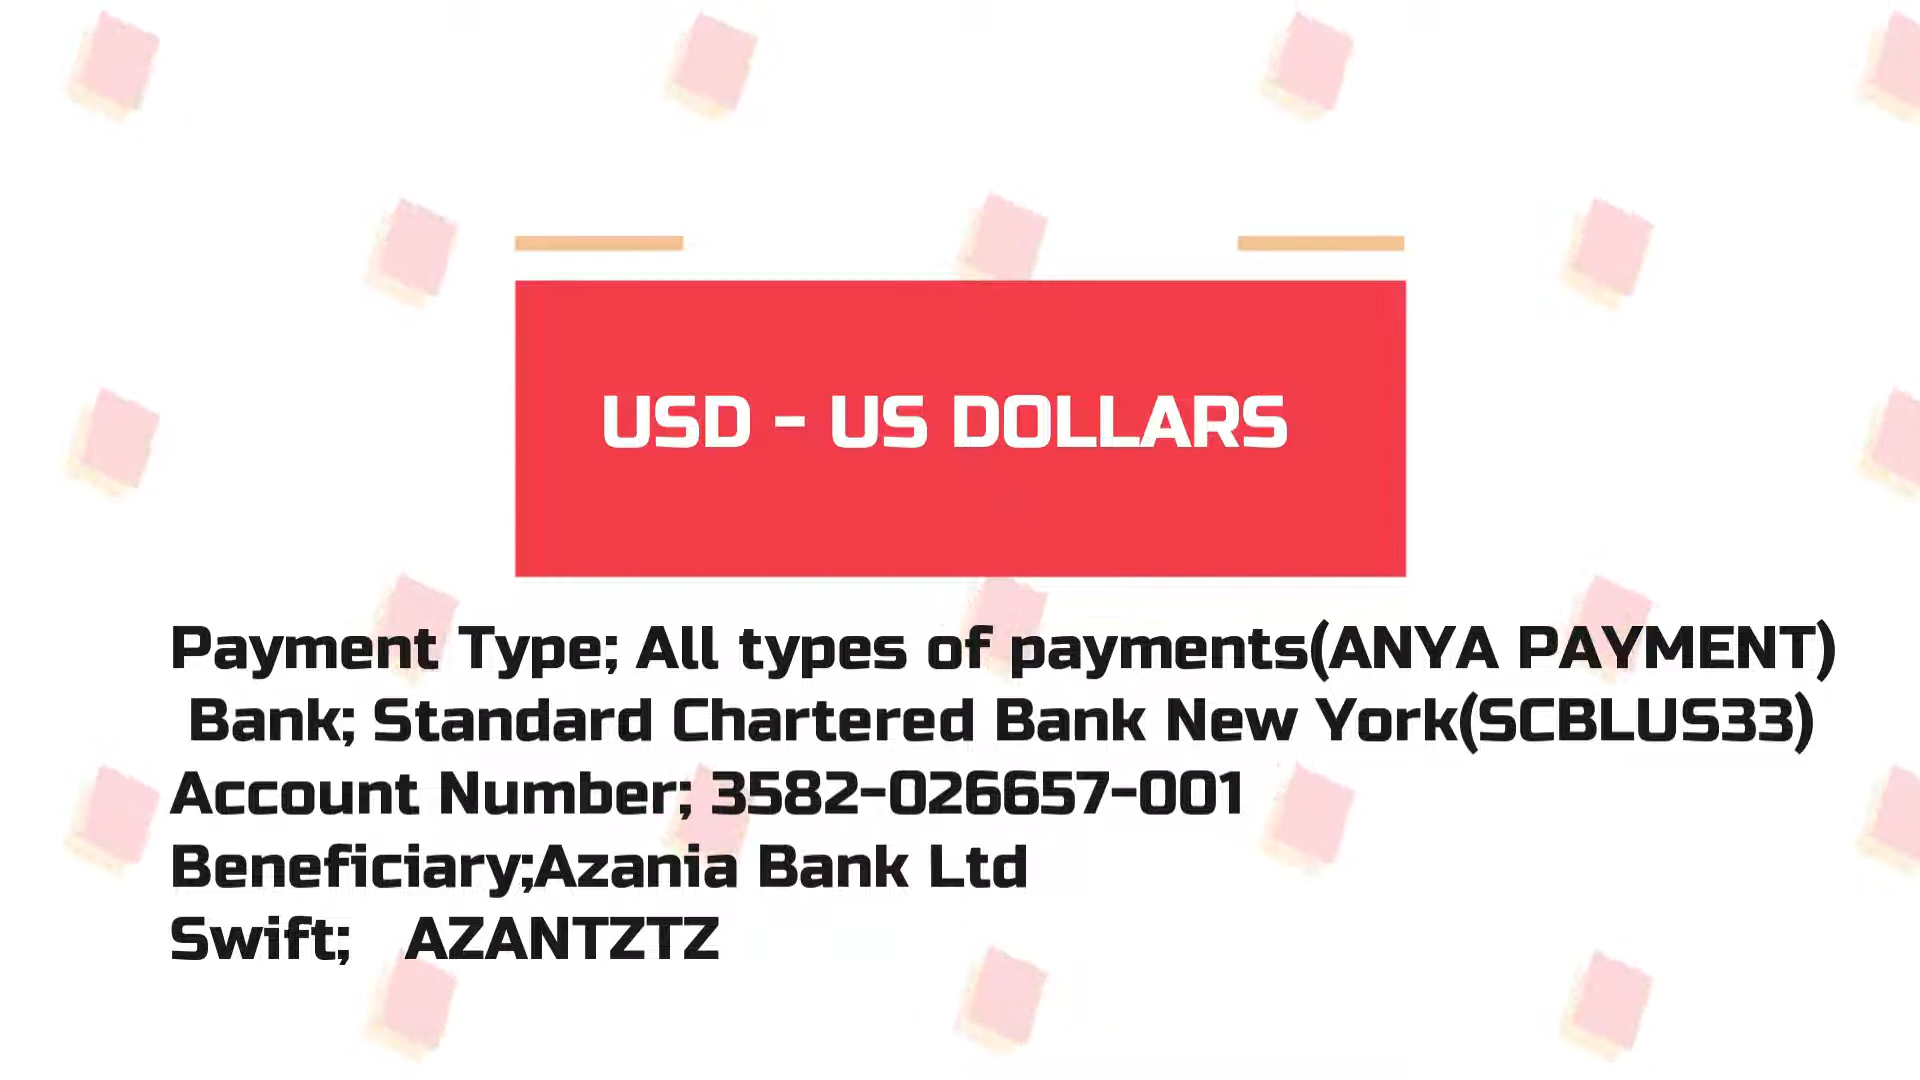 USD - US DOLLARS
Payment Type; All types of payments(ANYA PAYMENT)
Bank; Standard Chartered Bank New York(SCBLUS33)
Account Number; 3582-026657-001
Beneficiary;Azania Bank Ltd
Swift; AZANTZTZ